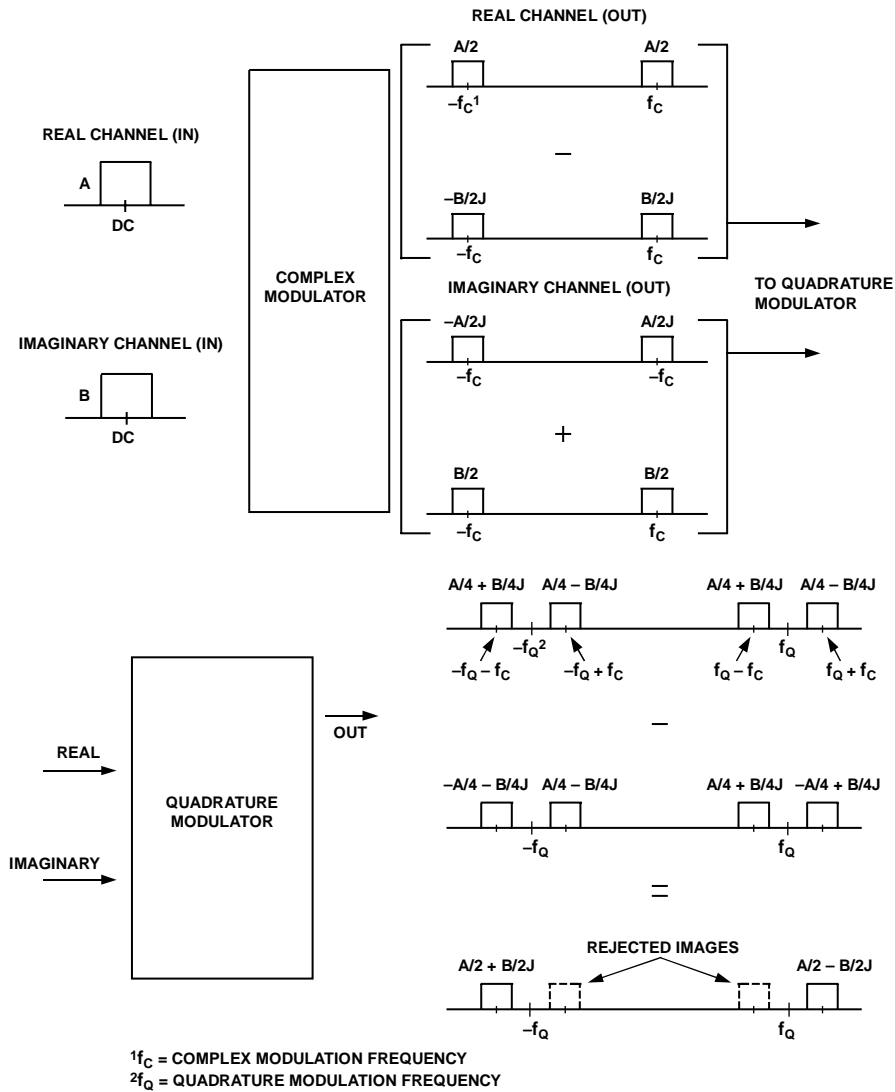 REAL CHANNEL (OUT)
A/2 A/2
–fC1 fC
REAL CHANNEL (IN)
–
A
DC
–B/2J B/2J
–fC fC
COMPLEX
MODULATOR
TO QUADRATURE
MODULATOR
IMAGINARY CHANNEL (OUT)
–A/2J A/2J
–fC –fC
IMAGINARY CHANNEL (IN)
B
DC
+
B/2 B/2
–fC fC
A/4 + B/4J A/4 – B/4J A/4 + B/4J A/4 – B/4J
–fQ2 fQ
–fQ – fC –fQ + fC fQ – fC fQ + fC
OUT
–
REAL
QUADRATURE
MODULATOR
IMAGINARY
–A/4 – B/4J A/4 – B/4J A/4 + B/4J –A/4 + B/4J
–fQ fQ
=
REJECTED IMAGES
A/2 + B/2J A/2 – B/2J
–fQ fQ
1fC = COMPLEX MODULATION FREQUENCY
2fQ = QUADRATURE MODULATION FREQUENCY